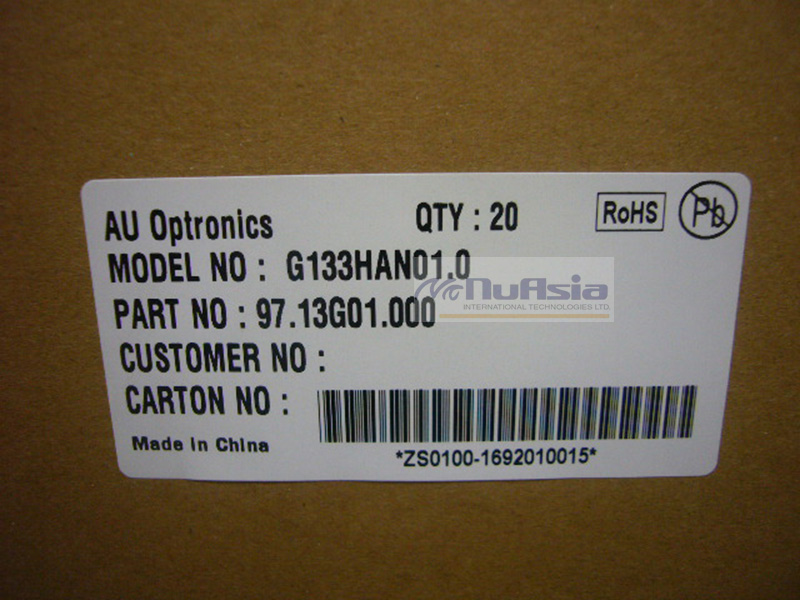 AU Optronics QTY : 20 RoHS Pb
MODEL NO : G133HAN01.0
NuAsia
INTERNATIONAL TECHNOLOGIES LTD.
PART NO : 97.13G01.000
CUSTOMER NO :
CARTON NO :
Made in China *ZS0100-1692010015*